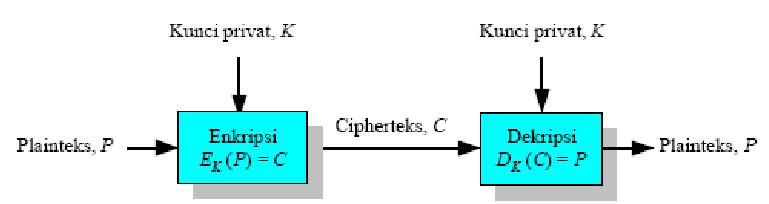 Kunci privat, K
Kunci privat, K
Plainteks, P
Enkripsi
E_K (P) = C
Cipherteks, C
Dekripsi
D_K (C) = P
Plainteks, P